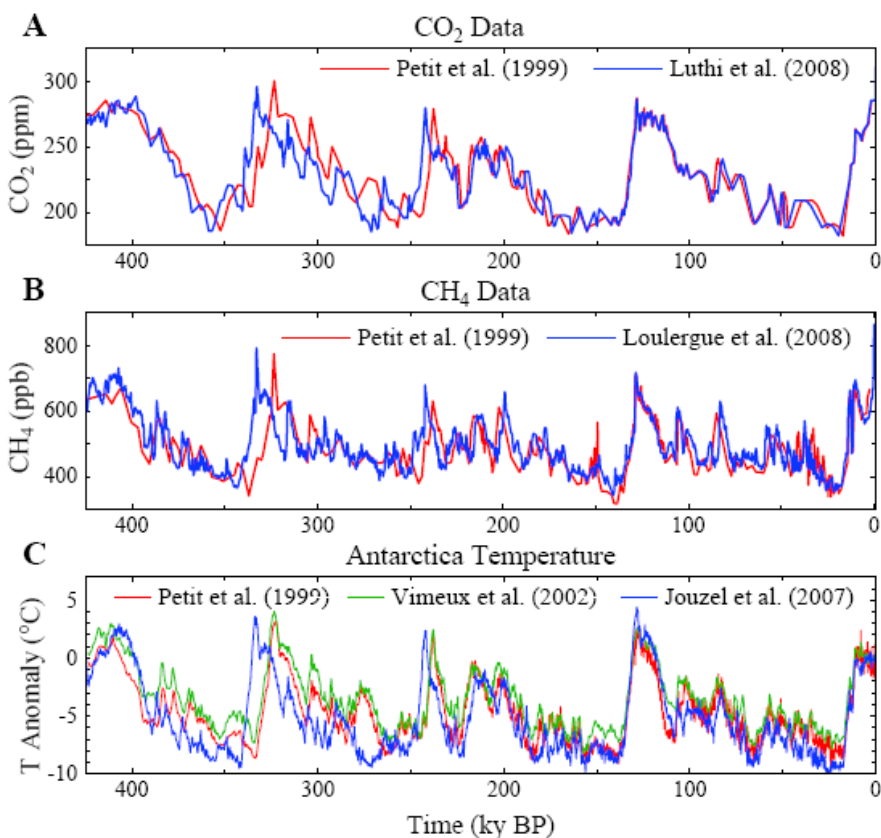 A
CO₂ Data
Petit et al. (1999) Luthi et al. (2008)
300
250
200
CO₂ (ppm)
400 300 200 100 0
B
CH₄ Data
Petit et al. (1999) Loulergue et al. (2008)
800
600
400
CH₄ (ppb)
400 300 200 100 0
C
Antarctica Temperature
Petit et al. (1999) Vimeux et al. (2002) Jouzel et al. (2007)
5
0
-5
-10
T Anomaly (°C)
400 300 200 100 0
Time (ky BP)